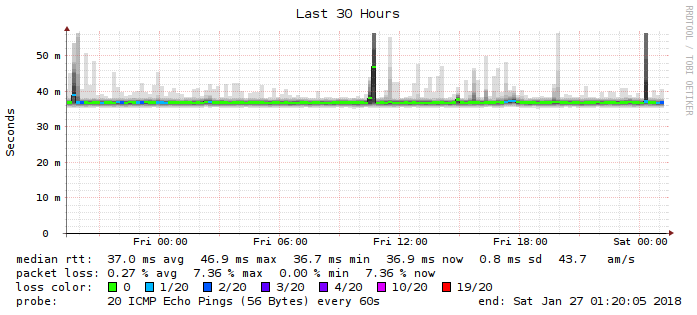 Last 30 Hours
RRDTOOL / TOBI OETIKER
Seconds
50 m
40 m
30 m
20 m
10 m
0
Fri 00:00 Fri 06:00 Fri 12:00 Fri 18:00 Sat 00:00
median rtt: 37.0 ms avg 46.9 ms max 36.7 ms min 36.9 ms now 0.8 ms sd 43.7 am/s
packet loss: 0.27 % avg 7.36 % max 0.00 % min 7.36 % now
loss color: 0 1/20 2/20 3/20 4/20 10/20 19/20
probe: 20 ICMP Echo Pings (56 Bytes) every 60s end: Sat Jan 27 01:20:05 2018